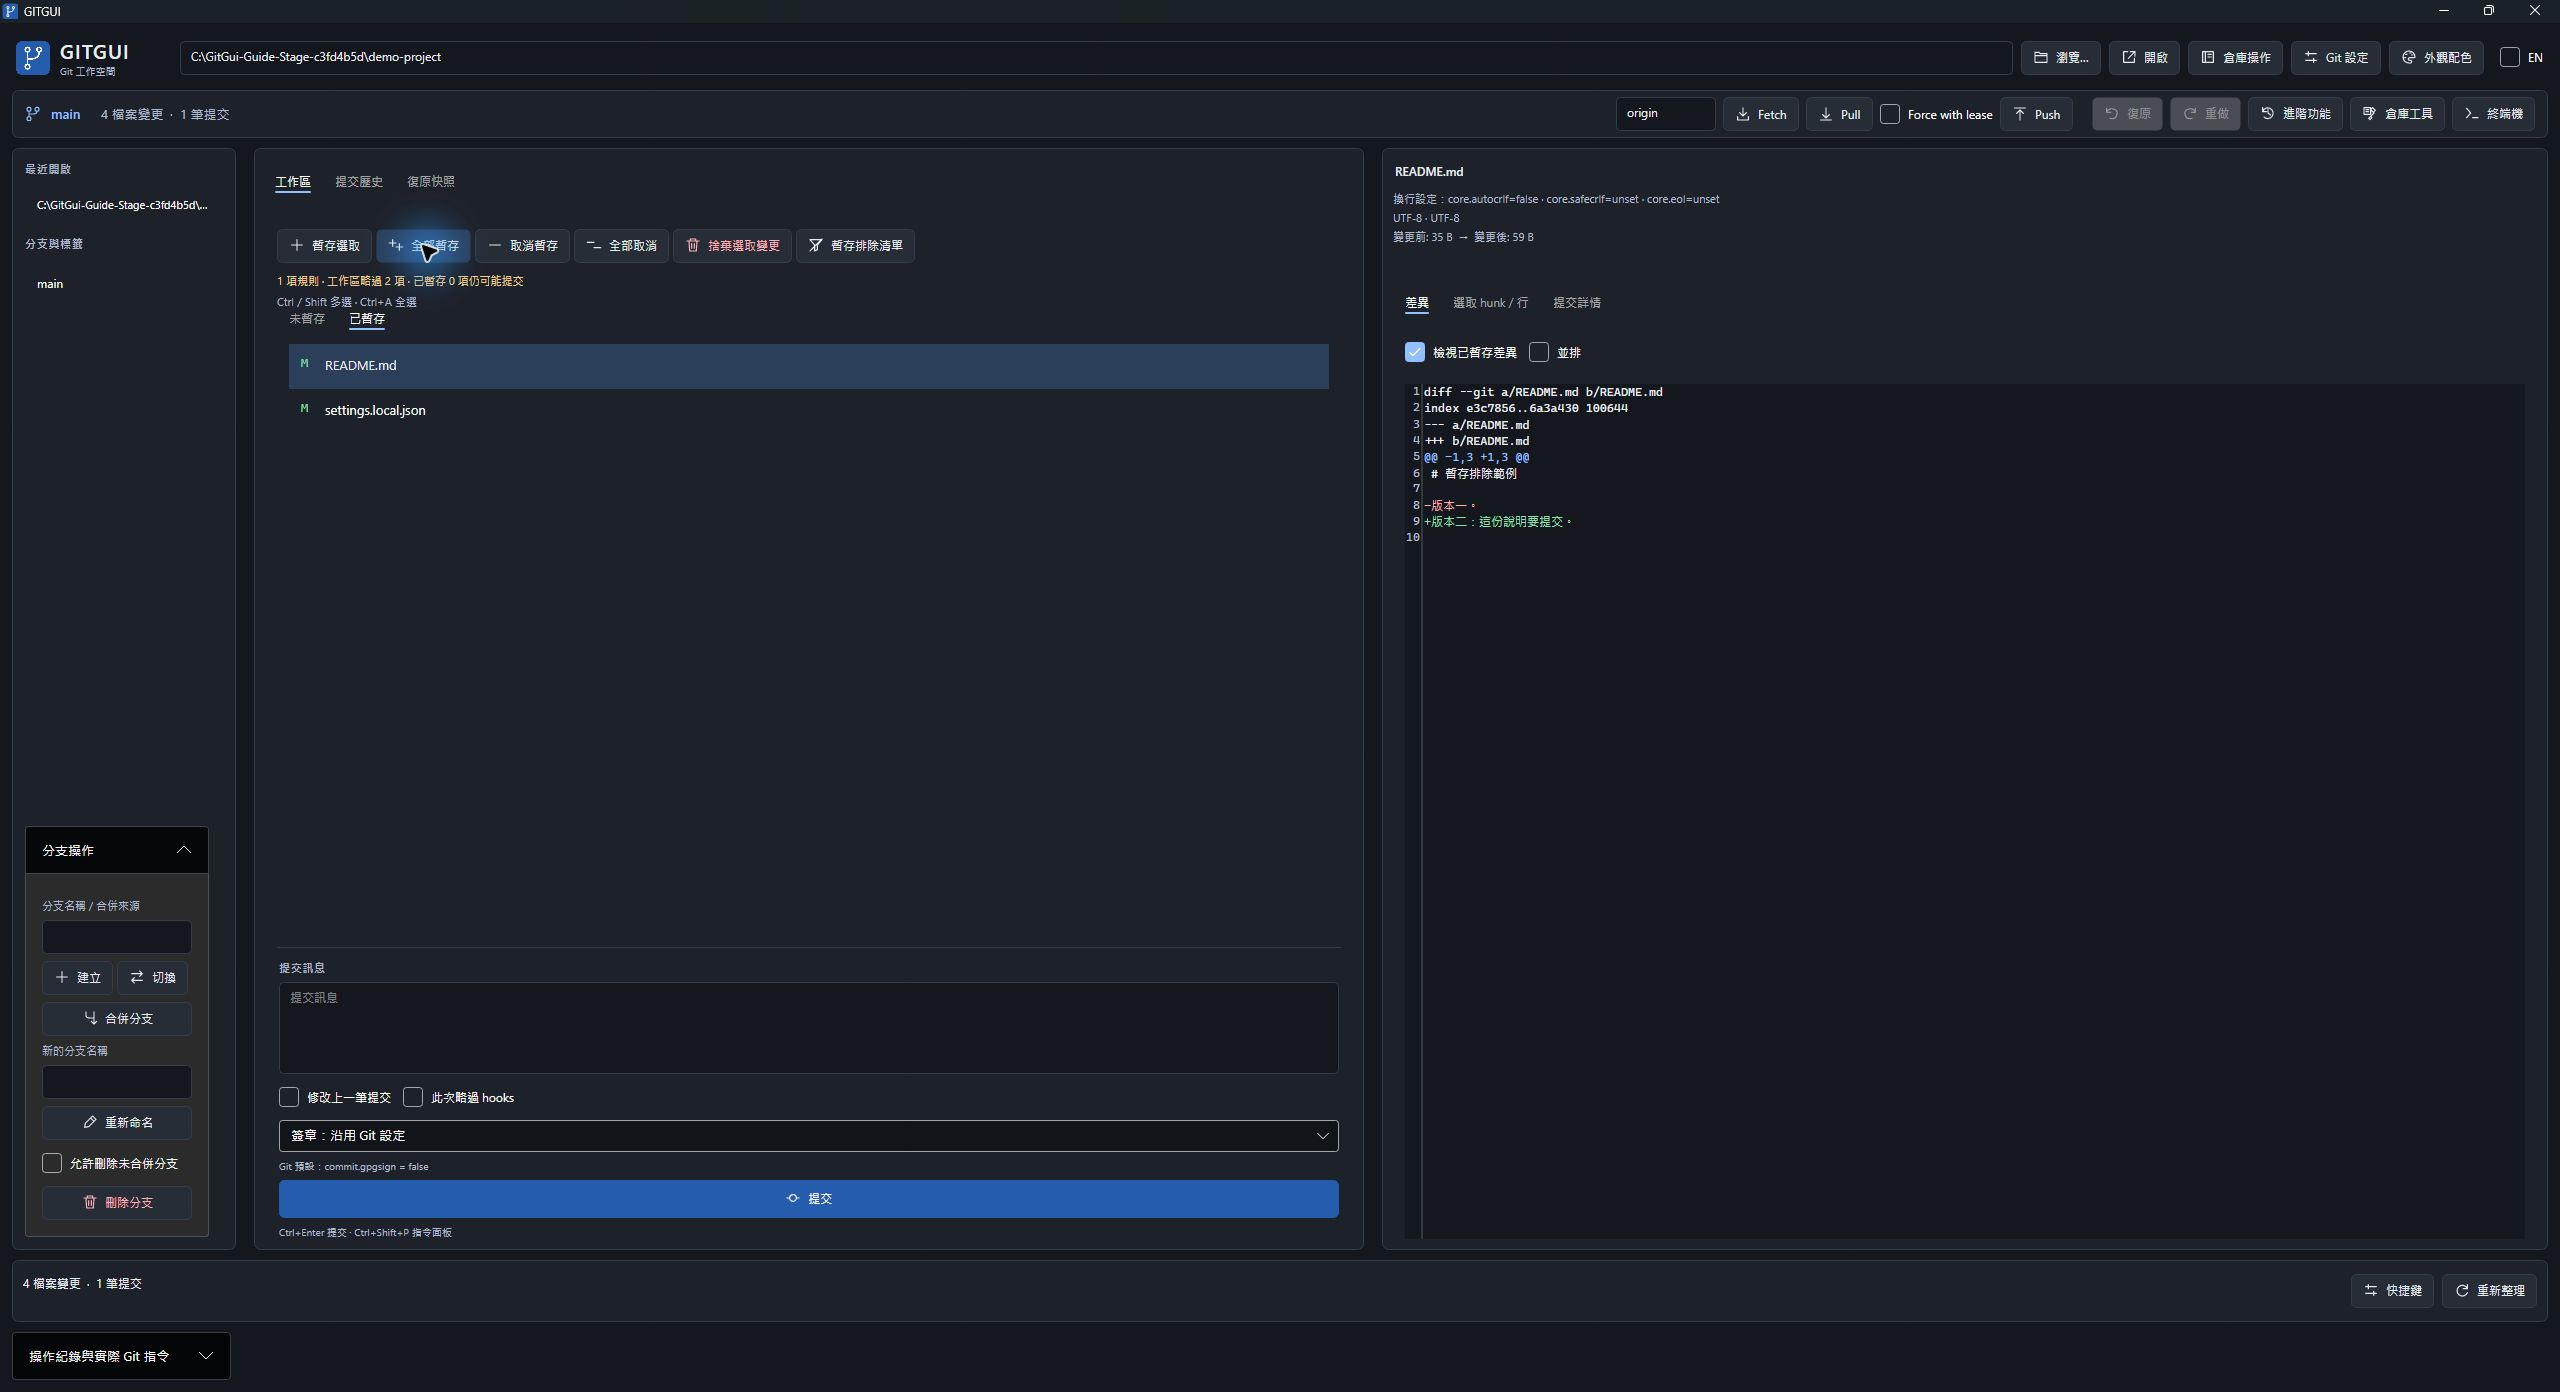 GITGUI
GITGUI
Git 工作空間
C:\GitGui-Guide-Stage-c3fd4b5d\demo-project
瀏覽...
開啟
倉庫操作
Git 設定
外觀配色
EN
main
4 檔案變更 · 1 筆提交
origin
Fetch
Pull
Force with lease
Push
復原
重做
進階功能
倉庫工具
終端機
最近開啟
C:\GitGui-Guide-Stage-c3fd4b5d\...
分支與標籤
main
分支操作
分支名稱 / 合併來源
建立
切換
合併分支
新的分支名稱
重新命名
允許刪除未合併分支
刪除分支
工作區
提交歷史
復原快照
暫存選取
全部暫存
取消暫存
全部取消
捨棄選取變更
暫存排除清單
1 項規則 · 工作區略過 2 項 · 已暫存 0 項仍可能提交
Ctrl / Shift 多選 · Ctrl+A 全選
未暫存
已暫存
M README.md
M settings.local.json
提交訊息
提交訊息
修改上一筆提交
此次略過 hooks
簽章：沿用 Git 設定
Git 預設：commit.gpgsign = false
提交
Ctrl+Enter 提交 · Ctrl+Shift+P 指令面板
README.md
換行設定：core.autocrlf=false · core.safecrlf=unset · core.eol=unset
UTF-8 · UTF-8
變更前: 35 B → 變更後: 59 B
差異
選取 hunk / 行
提交詳情
檢視已暫存差異
並排
1 diff --git a/README.md b/README.md
2 index e3c7856..6a3a430 100644
3 --- a/README.md
4 +++ b/README.md
5 @@ -1,3 +1,3 @@
6 # 暫存排除範例
7
8 -版本一。
9 +版本二：這份說明要提交。
10
4 檔案變更 · 1 筆提交
快捷鍵
重新整理
操作紀錄與實際 Git 指令